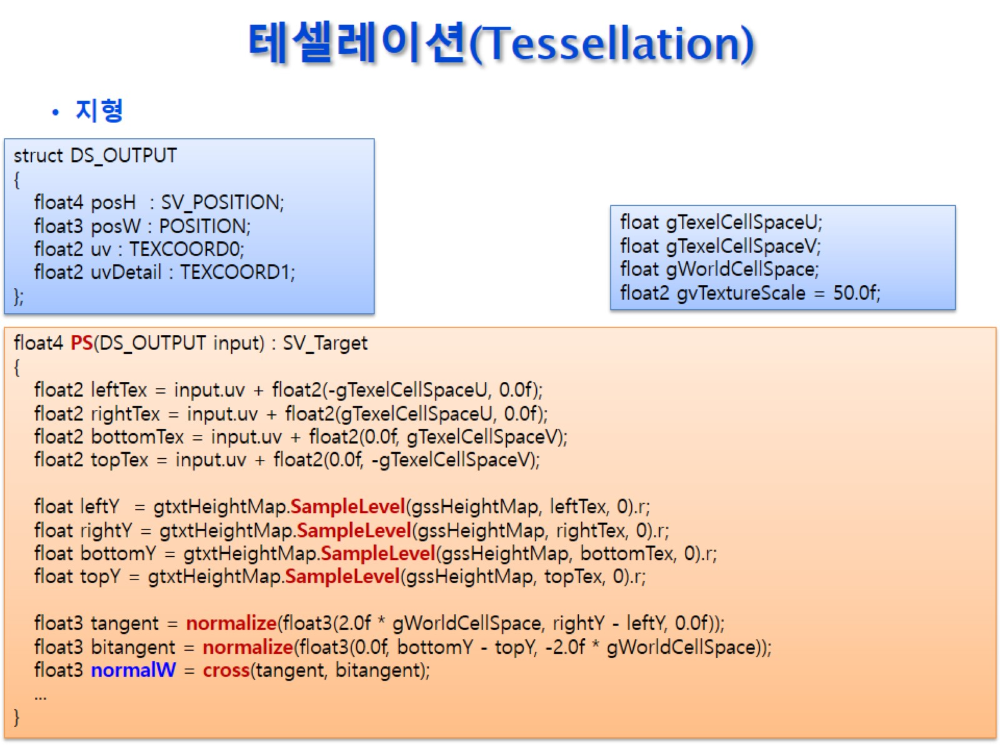 테셀레이션(Tessellation)
• 지형
struct DS_OUTPUT
{
float4 posH : SV_POSITION;
float3 posW : POSITION;
float2 uv : TEXCOORD0;
float2 uvDetail : TEXCOORD1;
};
float gTexelCellSpaceU;
float gTexelCellSpaceV;
float gWorldCellSpace;
float2 gvTextureScale = 50.0f;
float4 PS(DS_OUTPUT input) : SV_Target
{
float2 leftTex = input.uv + float2(-gTexelCellSpaceU, 0.0f);
float2 rightTex = input.uv + float2(gTexelCellSpaceU, 0.0f);
float2 bottomTex = input.uv + float2(0.0f, gTexelCellSpaceV);
float2 topTex = input.uv + float2(0.0f, -gTexelCellSpaceV);
float leftY = gtxtHeightMap.SampleLevel(gssHeightMap, leftTex, 0).r;
float rightY = gtxtHeightMap.SampleLevel(gssHeightMap, rightTex, 0).r;
float bottomY = gtxtHeightMap.SampleLevel(gssHeightMap, bottomTex, 0).r;
float topY = gtxtHeightMap.SampleLevel(gssHeightMap, topTex, 0).r;
float3 tangent = normalize(float3(2.0f * gWorldCellSpace, rightY - leftY, 0.0f));
float3 bitangent = normalize(float3(0.0f, bottomY - topY, -2.0f * gWorldCellSpace));
float3 normalW = cross(tangent, bitangent);
...
}